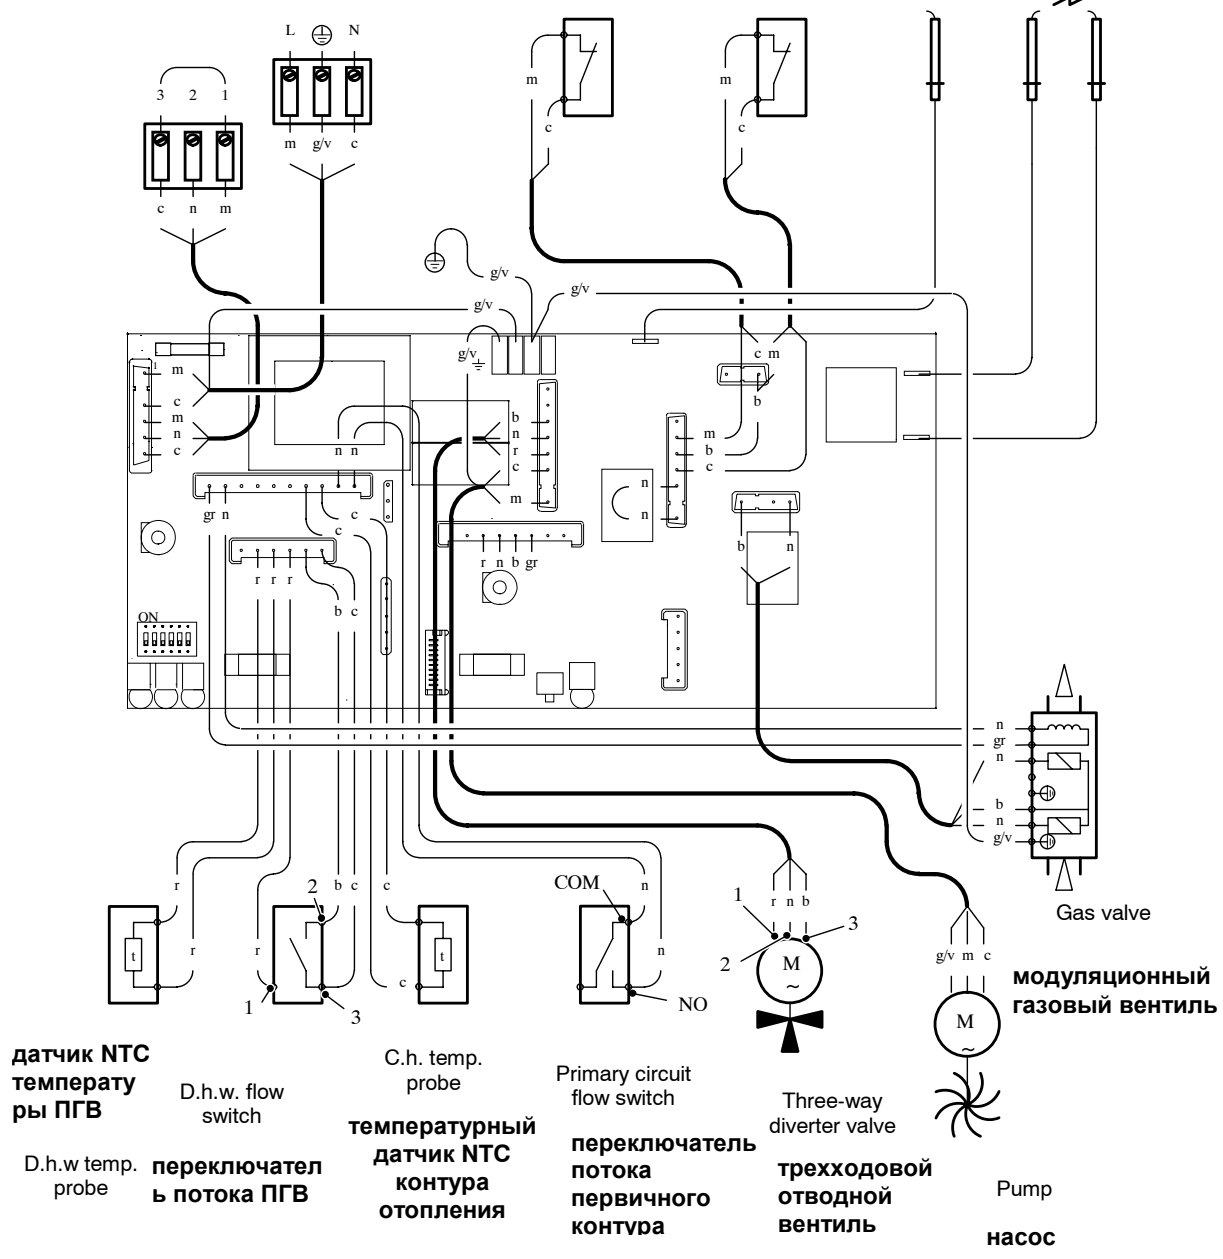 L N
3 2 1
m g/v c
c n m
m
c
m
c
g/v
g/v
g/v
g/v
c m
1
m
c
m
n
c
b
n
r
c
m
n n
b
m
b
c
n
n
gr n
c
c
b n
r n b gr
r r r
b c
ON
n
gr
n
b
n
g/v
Gas valve
r
r
r
2
b c c
1
3
c
t
t
COM
n
n
NO
1
r n b
3
2
M
~
g/v m c
M
~
модуляционный
газовый вентиль
датчик NTC
температу
ры ПГВ
D.h.w temp.
probe
D.h.w. flow
switch
переключател
ь потока ПГВ
C.h. temp.
probe
температурный
датчик NTC
контура
отопления
Primary circuit
flow switch
переключатель
потока
первичного
контура
Three-way
diverter valve
трехходовой
отводной
вентиль
Pump
насос